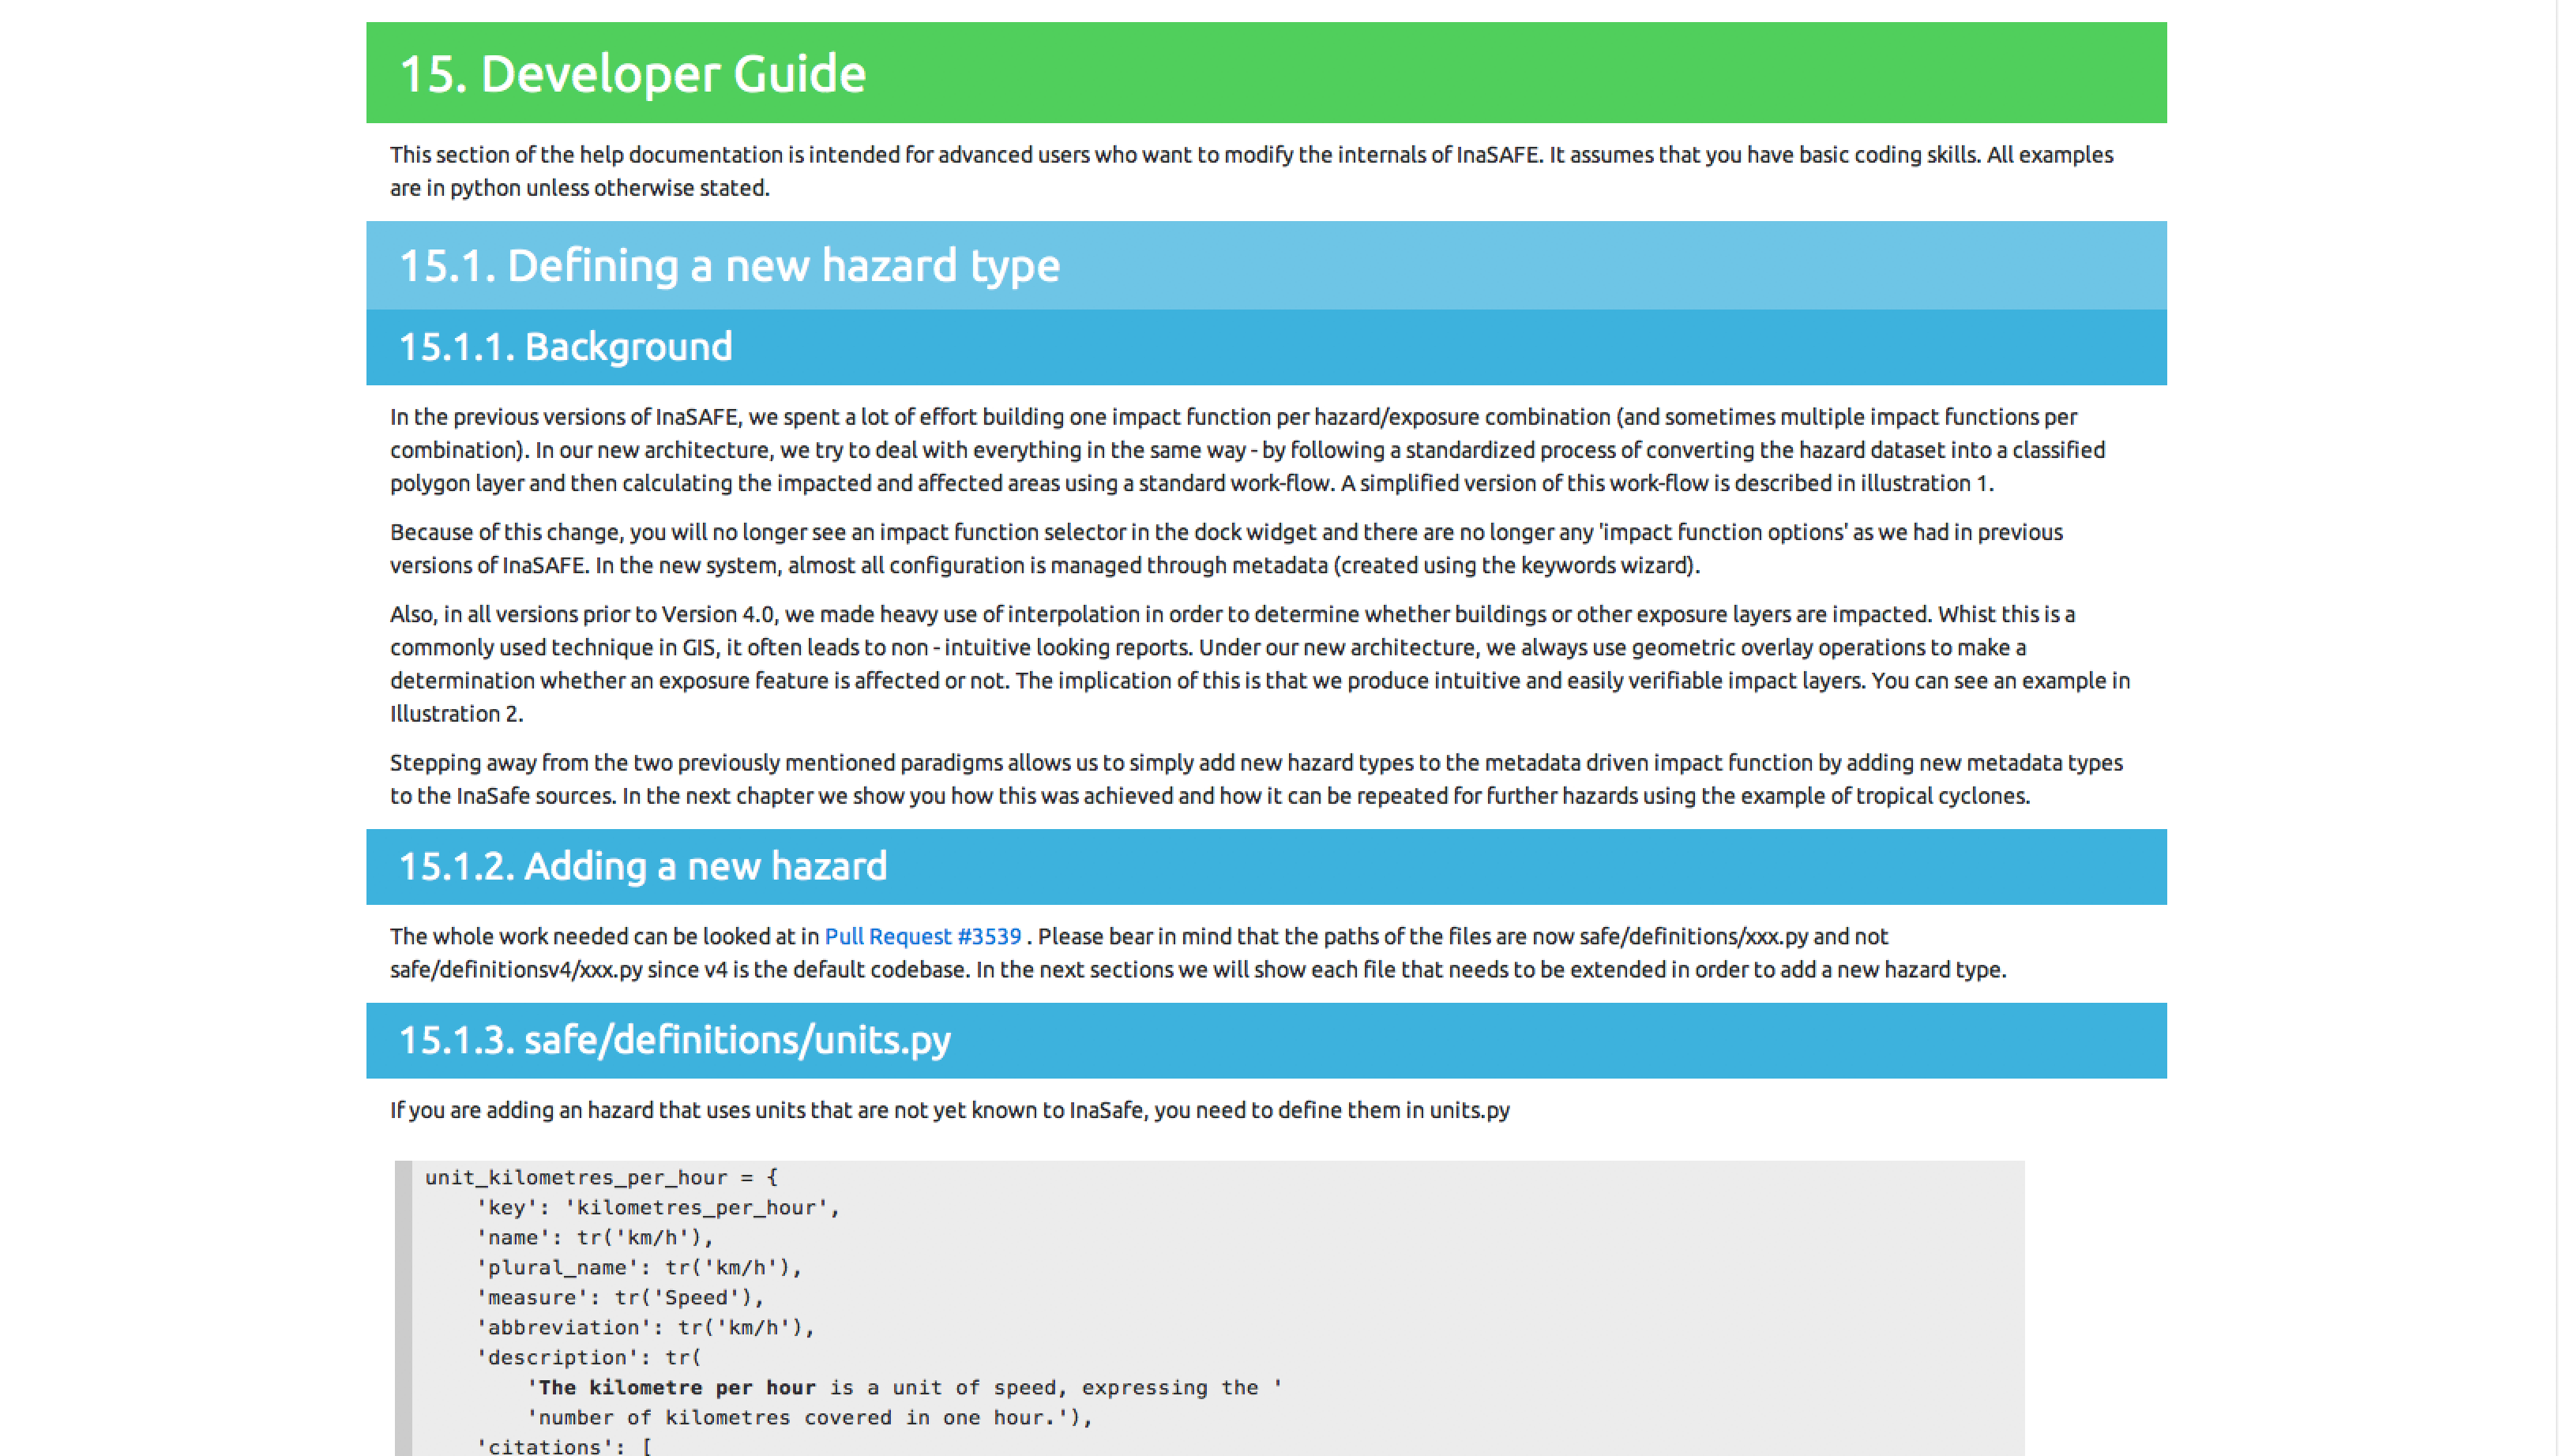 15. Developer Guide
This section of the help documentation is intended for advanced users who want to modify the internals of InaSAFE. It assumes that you have basic coding skills. All examples
are in python unless otherwise stated.
15.1. Defining a new hazard type
15.1.1. Background
In the previous versions of InaSAFE, we spent a lot of effort building one impact function per hazard/exposure combination (and sometimes multiple impact functions per
combination). In our new architecture, we try to deal with everything in the same way - by following a standardized process of converting the hazard dataset into a classified
polygon layer and then calculating the impacted and affected areas using a standard work-flow. A simplified version of this work-flow is described in illustration 1.
Because of this change, you will no longer see an impact function selector in the dock widget and there are no longer any 'impact function options' as we had in previous
versions of InaSAFE. In the new system, almost all configuration is managed through metadata (created using the keywords wizard).
Also, in all versions prior to Version 4.0, we made heavy use of interpolation in order to determine whether buildings or other exposure layers are impacted. Whist this is a
commonly used technique in GIS, it often leads to non - intuitive looking reports. Under our new architecture, we always use geometric overlay operations to make a
determination whether an exposure feature is affected or not. The implication of this is that we produce intuitive and easily verifiable impact layers. You can see an example in
Illustration 2.
Stepping away from the two previously mentioned paradigms allows us to simply add new hazard types to the metadata driven impact function by adding new metadata types
to the InaSafe sources. In the next chapter we show you how this was achieved and how it can be repeated for further hazards using the example of tropical cyclones.
15.1.2. Adding a new hazard
The whole work needed can be looked at in Pull Request #3539 . Please bear in mind that the paths of the files are now safe/definitions/xxx.py and not
safe/definitionsv4/xxx.py since v4 is the default codebase. In the next sections we will show each file that needs to be extended in order to add a new hazard type.
15.1.3. safe/definitions/units.py
If you are adding an hazard that uses units that are not yet known to InaSafe, you need to define them in units.py
unit_kilometres_per_hour = {
    'key': 'kilometres_per_hour',
    'name': tr('km/h'),
    'plural_name': tr('km/h'),
    'measure': tr('Speed'),
    'abbreviation': tr('km/h'),
    'description': tr(
        'The kilometre per hour is a unit of speed, expressing the '
        'number of kilometres covered in one hour.'),
    'citations': [